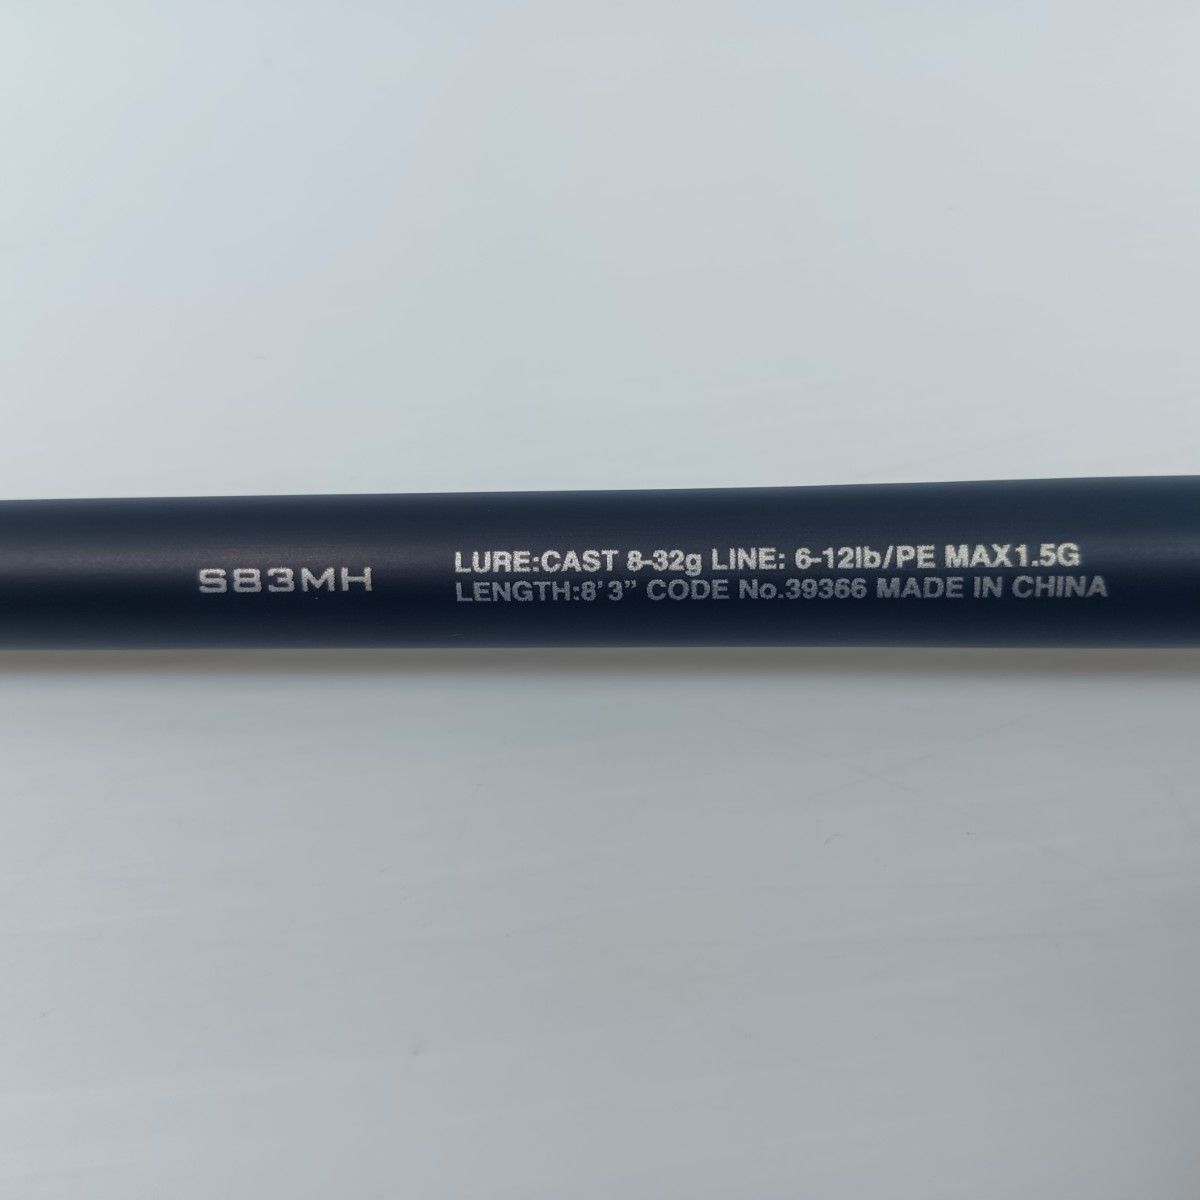 S83MH
LURE:CAST 8-32g LINE: 6-12lb/PE MAX1.5G
LENGTH:8'3” CODE No.39366 MADE IN CHINA